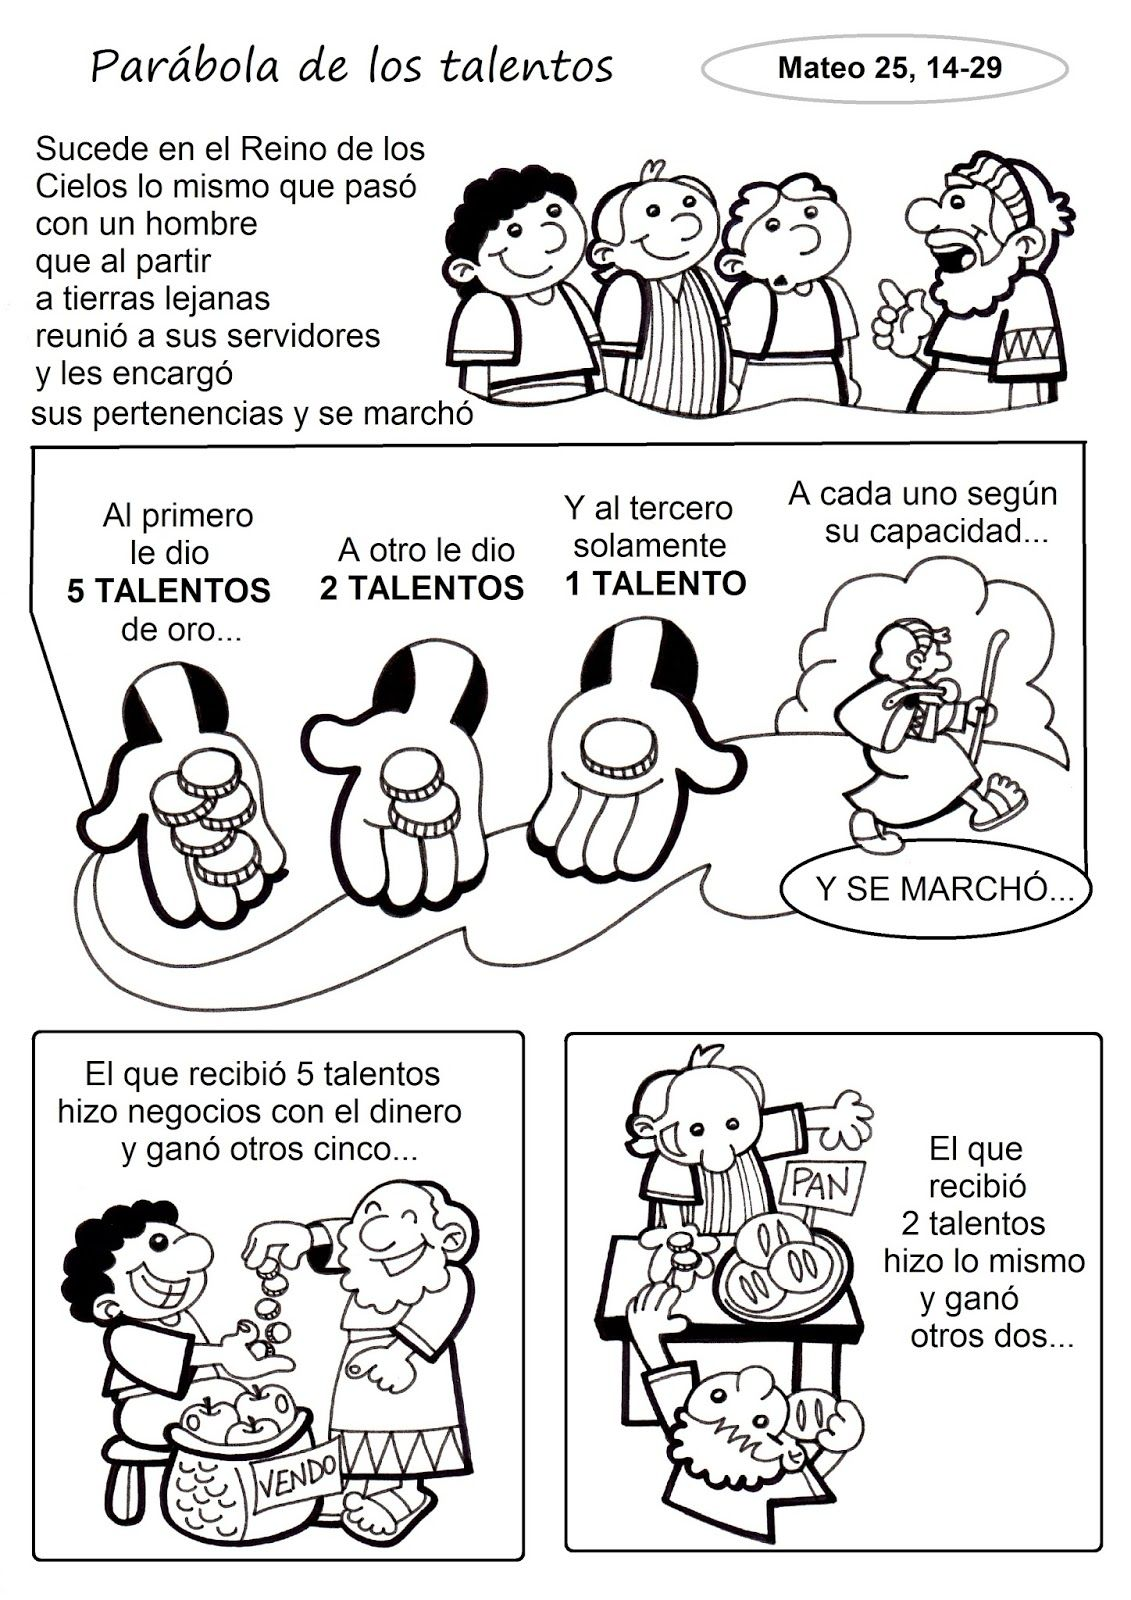 Parábola de los talentos
Mateo 25, 14-29
Sucede en el Reino de los
Cielos lo mismo que pasó
con un hombre
que al partir
a tierras lejanas
reunió a sus servidores
y les encargó
sus pertenencias y se marchó
Al primero
le dio
5 TALENTOS
de oro...
A otro le dio
2 TALENTOS
Y al tercero
solamente
1 TALENTO
A cada uno según
su capacidad...
Y SE MARCHÓ...
El que recibió 5 talentos
hizo negocios con el dinero
y ganó otros cinco...
VENDO
PAN
El que
recibió
2 talentos
hizo lo mismo
y ganó
otros dos...